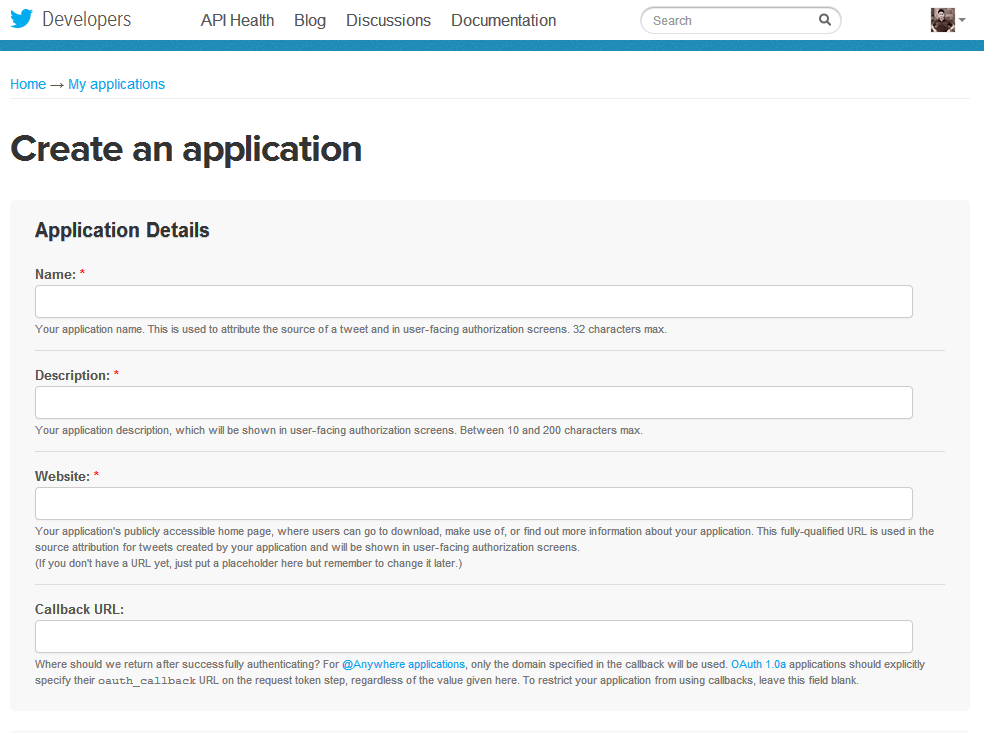 Developers API Health Blog Discussions Documentation Search
Home → My applications
Create an application
Application Details
Name: *
Your application name. This is used to attribute the source of a tweet and in user-facing authorization screens. 32 characters max.
Description: *
Your application description, which will be shown in user-facing authorization screens. Between 10 and 200 characters max.
Website: *
Your application's publicly accessible home page, where users can go to download, make use of, or find out more information about your application. This fully-qualified URL is used in the
source attribution for tweets created by your application and will be shown in user-facing authorization screens.
(If you don't have a URL yet, just put a placeholder here but remember to change it later.)
Callback URL:
Where should we return after successfully authenticating? For @Anywhere applications, only the domain specified in the callback will be used. OAuth 1.0a applications should explicitly
specify their oauth_callback URL on the request token step, regardless of the value given here. To restrict your application from using callbacks, leave this field blank.